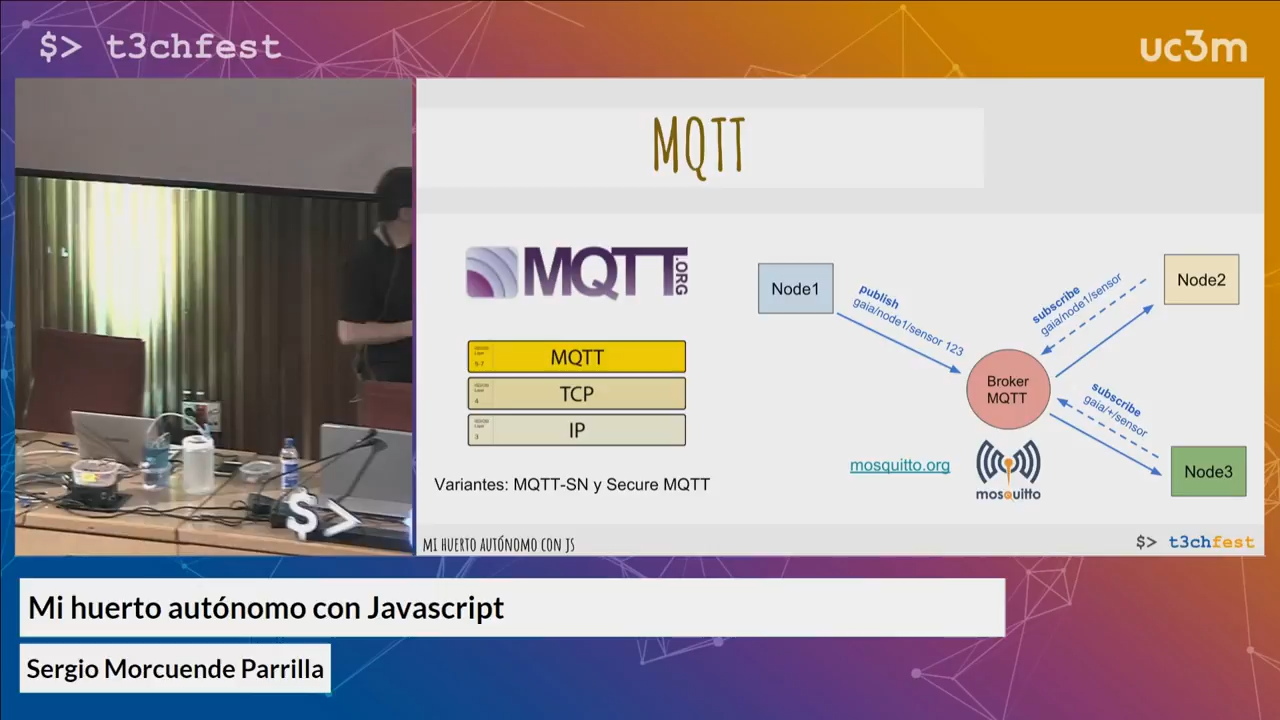 $> t3chfest
uc3m
MQTT
MQTT.ORG
MQTT
TCP
IP
Variantes: MQTT-SN y Secure MQTT
Node1
publish
gaia/node1/sensor 123
subscribe
gaia/node1/sensor
Node2
Broker
MQTT
subscribe
gaia/+/sensor
Node3
mosquitto.org
mosquitto
MI HUERTO AUTÓNOMO CON JS
$> t3chfest
$>
Mi huerto autónomo con Javascript
Sergio Morcuende Parrilla